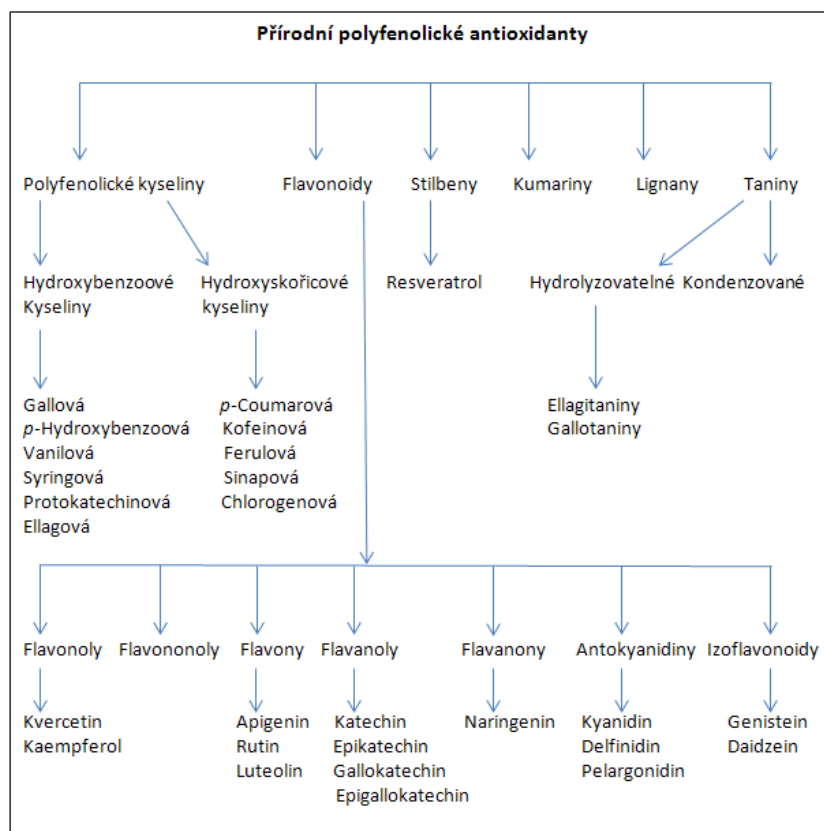 Přírodní polyfenolické antioxidanty
Polyfenolické kyseliny Flavonoidy Stilbeny Kumariny Lignany Taniny
Hydroxybenzoové
Kyseliny
Hydroxyskořicové
kyseliny
Resveratrol
Hydrolyzovatelné Kondenzované
Gallová
p-Hydroxybenzoová
Vanilová
Syringová
Protokatechinová
Ellagová
p-Coumarová
Kofeinová
Ferulová
Sinapová
Chlorogenová
Ellagitaniny
Gallotaniny
Flavonoly Flavononoly Flavony Flavanoly Flavanony Antokyanidiny Izoflavonoidy
Kvercetin
Kaempferol
Apigenin
Rutin
Luteolin
Katechin
Epikatechin
Gallokatechin
Epigallokatechin
Naringenin
Kyanidin
Delfinidin
Pelargonidin
Genistein
Daidzein